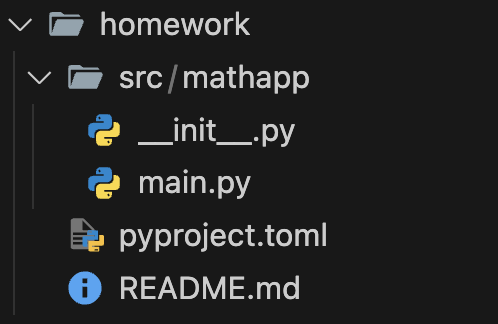 homework
src/mathapp
__init__.py
main.py
pyproject.toml
README.md